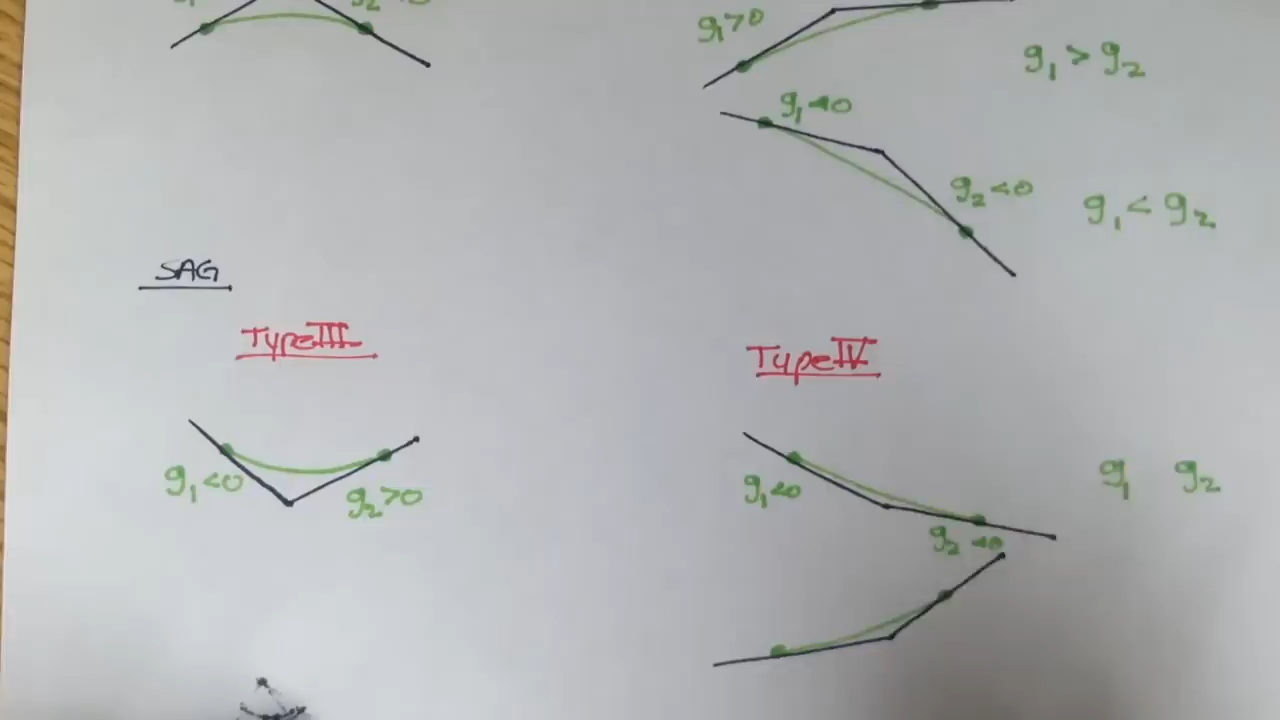 g₁>0
g₁ > g₂
g₁<0
g₂<0
g₁ < g₂
SAG
Type III
Type IV
g₁<0
g₂>0
g₁<0
g₂<0
g₁ g₂